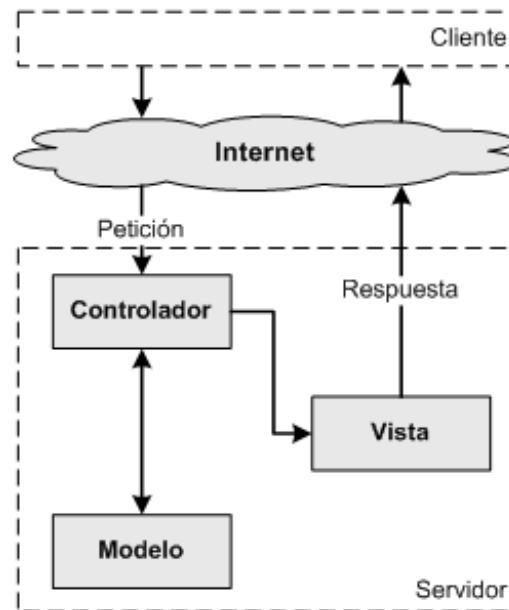 Cliente
Internet
Petición
Controlador
Respuesta
Vista
Modelo
Servidor